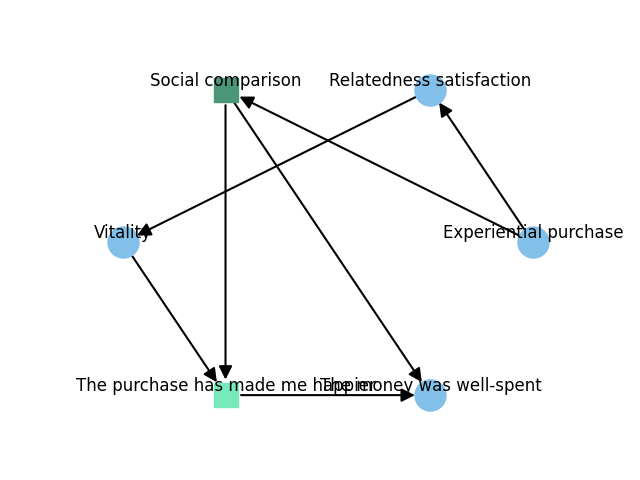 Social comparison
Relatedness satisfaction
Vitality
Experiential purchase
The purchase has made me happier
The money was well-spent